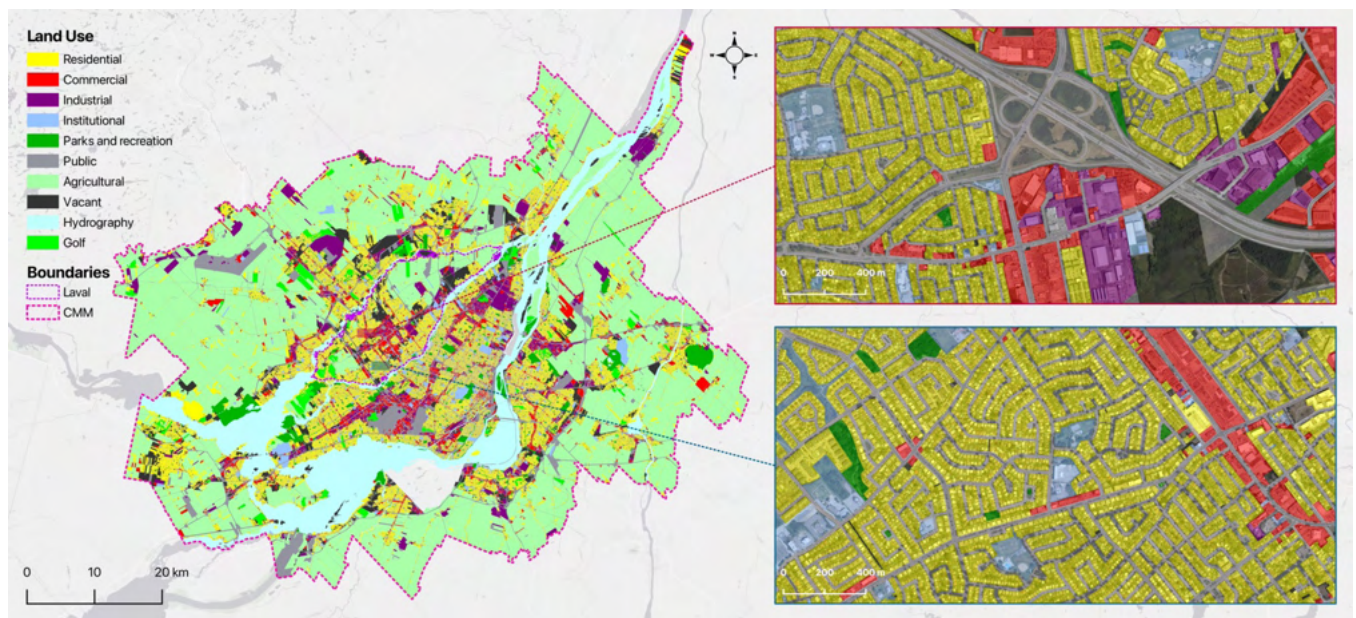 Land Use
Residential
Commercial
Industrial
Institutional
Parks and recreation
Public
Agricultural
Vacant
Hydrography
Golf
Boundaries
Laval
CMM
0 10 20 km
0 200 400 m
0 200 400 m